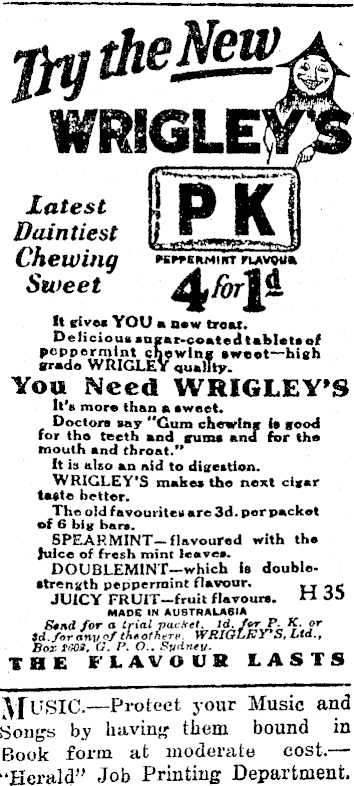 Try the New
WRIGLEY'S
PK
PEPPERMINT FLAVOUR
4 for 1d
Latest
Daintiest
Chewing
Sweet
It gives YOU a new treat.
Delicious sugar-coated tablets of
peppermint chewing sweet—high
grade WRIGLEY quality.
You Need WRIGLEY'S
It's more than a sweet.
Doctors say "Gum chewing is good
for the teeth and gums and for the
mouth and throat."
It is also an aid to digestion.
WRIGLEY'S makes the next cigar
taste better.
The old favourites are 3d. per packet
of 6 big bars.
SPEARMINT—flavoured with the
juice of fresh mint leaves.
DOUBLEMINT—which is double-
strength peppermint flavour.
JUICY FRUIT—fruit flavours. H 35
MADE IN AUSTRALASIA
Send for a trial packet. 1d. for P. K. or
3d. for any of the others. WRIGLEY'S, Ltd.,
Box G. P. O., Sydney.
THE FLAVOUR LASTS
MUSIC.—Protect your Music and
Songs by having them bound in
Book form at moderate cost.—
"Herald" Job Printing Department.